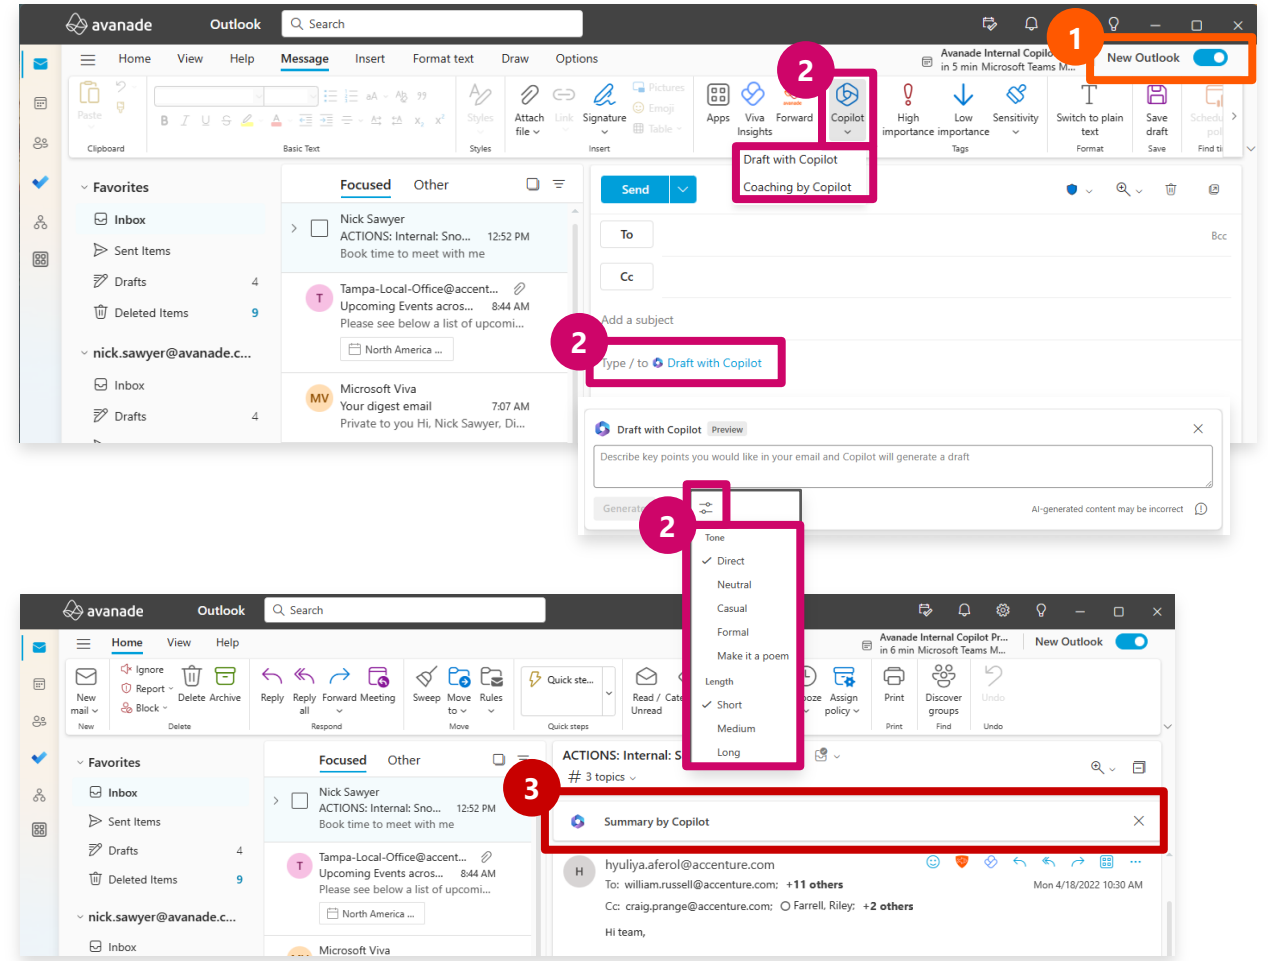 avanade Outlook Search
1
Home View Help Message Insert Format text Draw Options
Avanade Internal Copilo
in 5 min Microsoft Teams M...
New Outlook
2
Paste
B I U S A
Styles
Attach file
Link
Signature
Pictures
Emoji
Table
Apps
Viva Insights
Forward
Copilot
High importance
Low importance
Sensitivity
Switch to plain text
Save draft
Schedu
pol
Clipboard Basic Text Styles Insert Tags Format Save Find ti
Draft with Copilot
Coaching by Copilot
Favorites
Inbox
Sent Items
Drafts 4
Deleted Items 9
nick.sawyer@avanade.c...
Inbox
Drafts 4
Focused Other
Nick Sawyer
ACTIONS: Internal: Sno... 12:52 PM
Book time to meet with me
T
Tampa-Local-Office@accent...
Upcoming Events acros... 8:44 AM
Please see below a list of upcomi...
North America ...
MV
Microsoft Viva
Your digest email 7:07 AM
Private to you Hi, Nick Sawyer, Di...
Send
To
Bcc
Cc
Add a subject
2
Type / to Draft with Copilot
Draft with Copilot Preview
Describe key points you would like in your email and Copilot will generate a draft
Generate
AI-generated content may be incorrect
2
Tone
Direct
Neutral
Casual
Formal
Make it a poem
Length
Short
Medium
Long
avanade Outlook Search
Home View Help
Avanade Internal Copilot Pr...
in 6 min Microsoft Teams M...
New Outlook
New mail
Ignore
Report
Block
Delete
Archive
Reply
Reply all
Forward
Meeting
Sweep
Move to
Rules
Quick ste...
Read / Unread
Cate
oze
Assign policy
Print
Discover groups
Undo
New Delete Respond Move Quick steps Print Find Undo
Favorites
Inbox
Sent Items
Drafts 4
Deleted Items 9
nick.sawyer@avanade.c...
Inbox
Focused Other
Nick Sawyer
ACTIONS: Internal: Sno... 12:52 PM
Book time to meet with me
T
Tampa-Local-Office@accent...
Upcoming Events acros... 8:44 AM
Please see below a list of upcomi...
North America ...
Microsoft Viva
ACTIONS: Internal: S
3 topics
3
Summary by Copilot
H
hyuliya.aferol@accenture.com
To: william.russell@accenture.com; +11 others
Mon 4/18/2022 10:30 AM
Cc: craig.prange@accenture.com; Farrell, Riley; +2 others
Hi team,